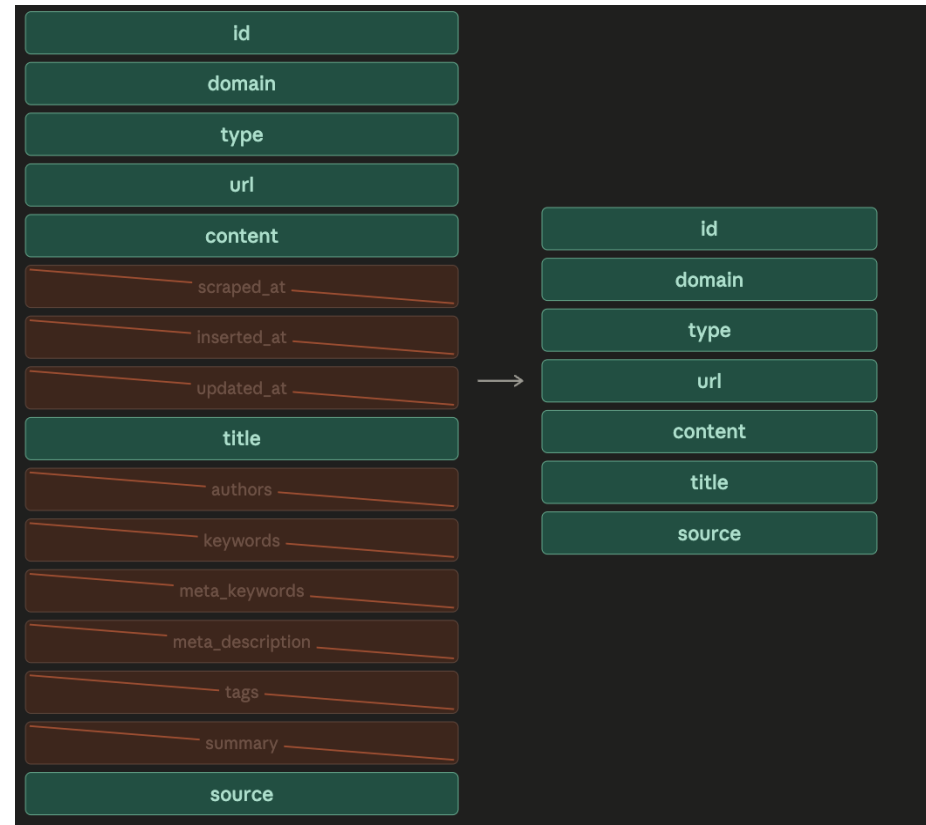 id
domain
type
url
content
scraped_at
inserted_at
updated_at
title
authors
keywords
meta_keywords
meta_description
tags
summary
source
id
domain
type
url
content
title
source